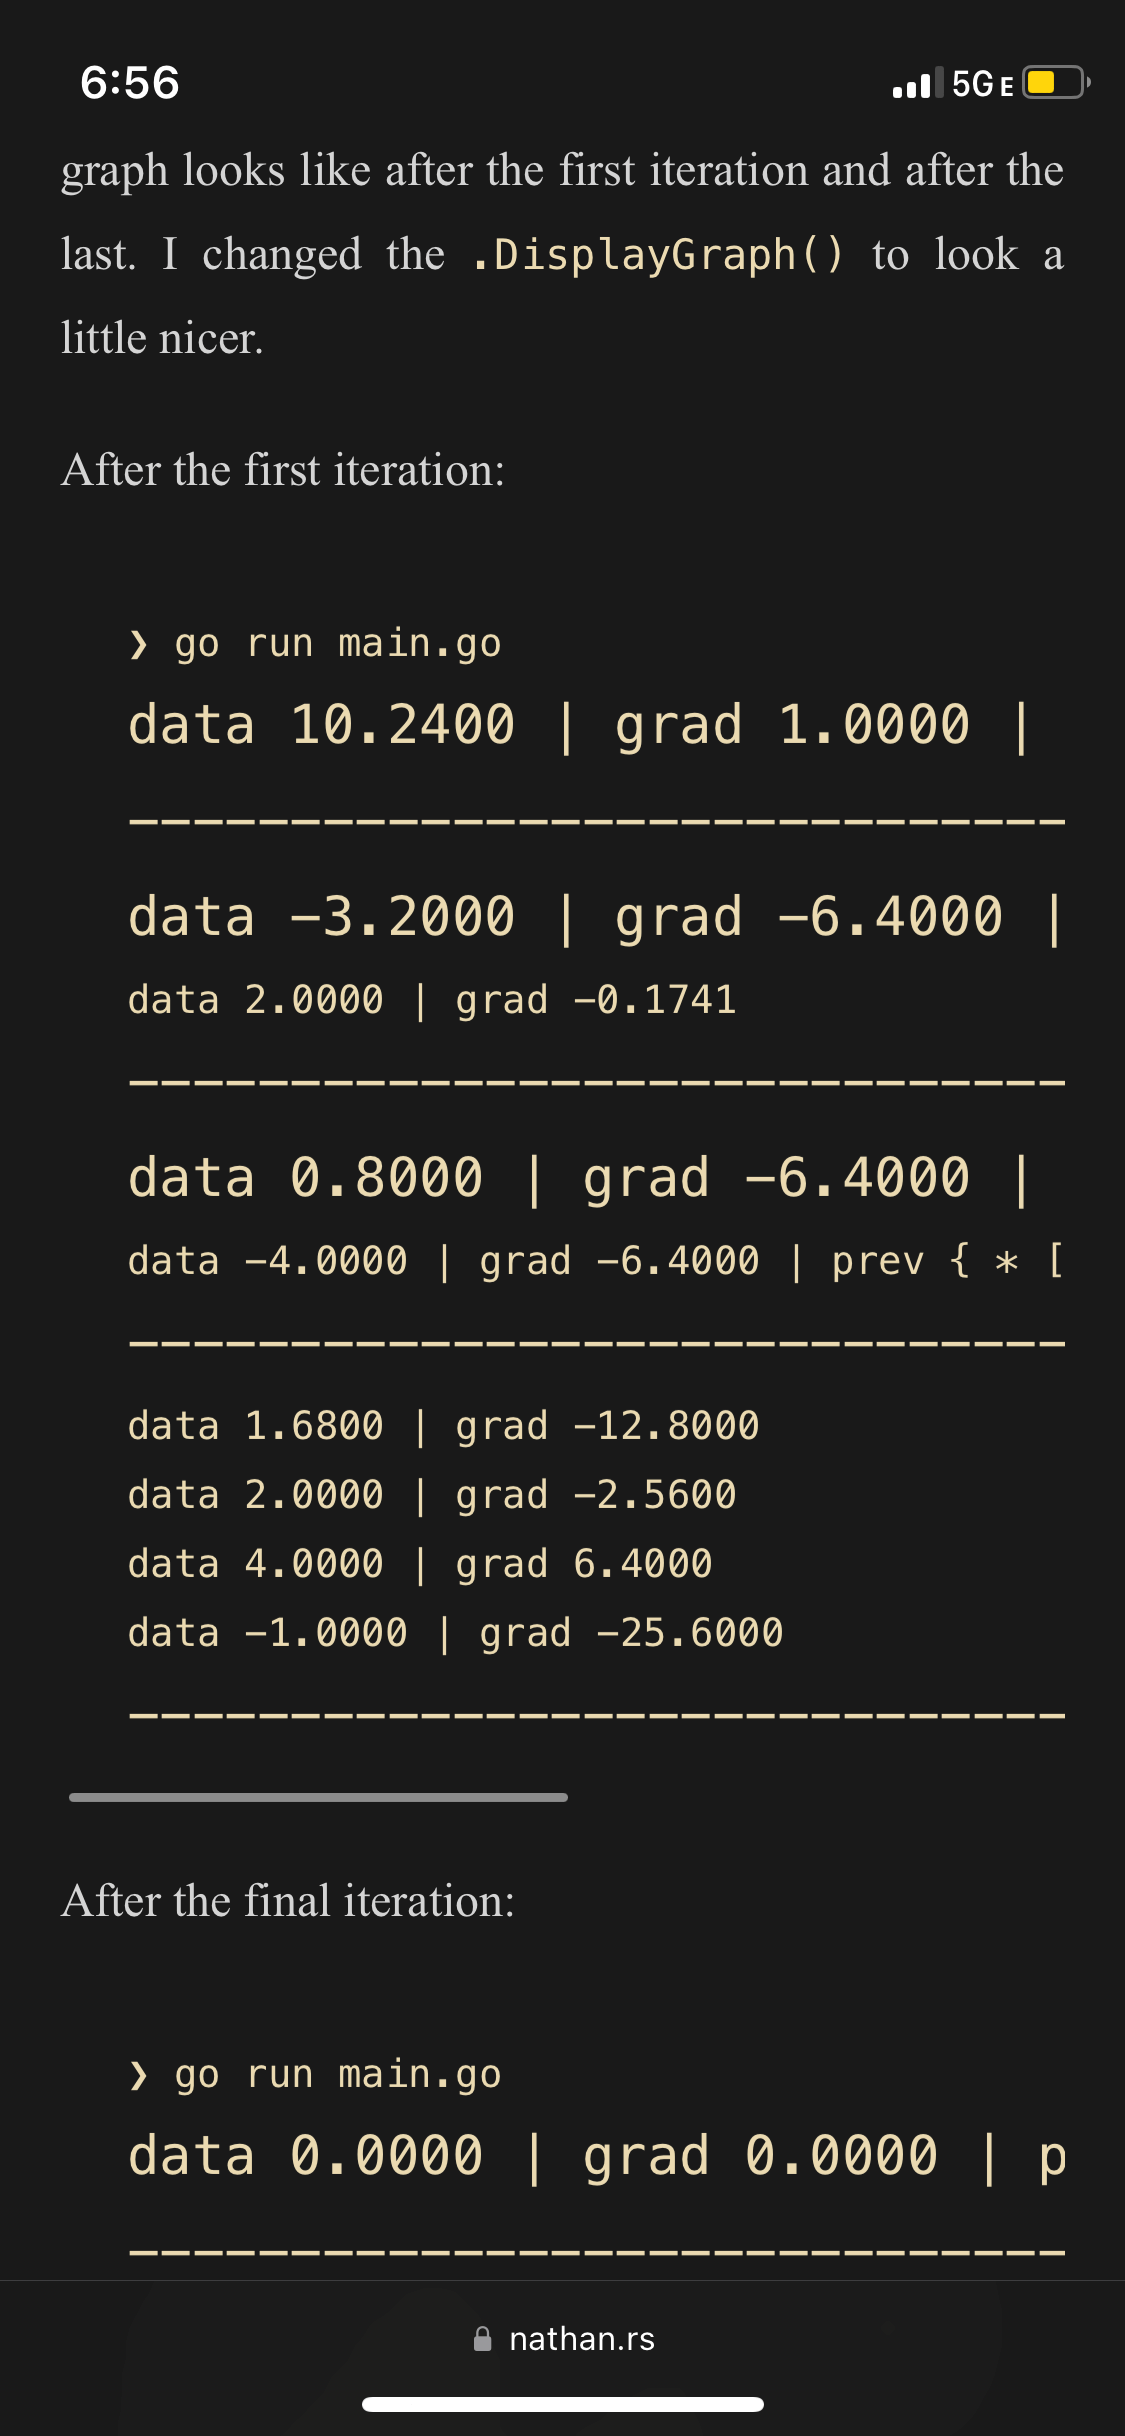 6:56
5G E
graph looks like after the first iteration and after the
last. I changed the .DisplayGraph() to look a
little nicer.
After the first iteration:
❯ go run main.go
data 10.2400 | grad 1.0000 |
-----------------------------
data -3.2000 | grad -6.4000 |
data 2.0000 | grad -0.1741
-----------------------------
data 0.8000 | grad -6.4000 |
data -4.0000 | grad -6.4000 | prev { * [
-----------------------------
data 1.6800 | grad -12.8000
data 2.0000 | grad -2.5600
data 4.0000 | grad 6.4000
data -1.0000 | grad -25.6000
-----------------------------
After the final iteration:
❯ go run main.go
data 0.0000 | grad 0.0000 | p
-----------------------------
nathan.rs